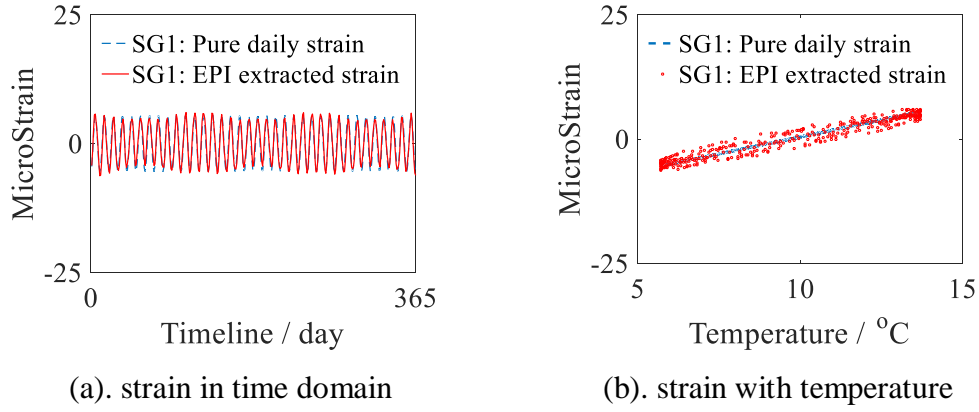 25
SG1: Pure daily strain
SG1: EPI extracted strain
MicroStrain
0
-25
0
365
Timeline / day
(a). strain in time domain
25
SG1: Pure daily strain
SG1: EPI extracted strain
MicroStrain
0
-25
5
10
15
Temperature / °C
(b). strain with temperature